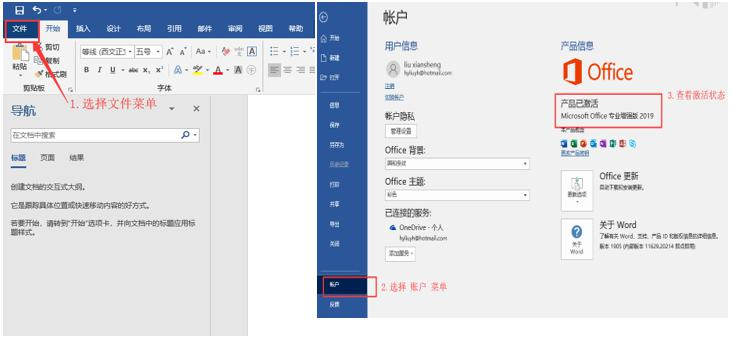 文件
开始
插入
设计
布局
引用
邮件
审阅
视图
帮助
剪切
复制
格式刷
粘贴
等线 (西文正文
五号
Aa
B I U abc x₂ x²
剪贴板
字体
1.选择文件菜单
导航
在文档中搜索
标题 页面 结果
创建文档的交互式大纲。
它是跟踪具体位置或快速移动内容的好方式。
若要开始，请转到"开始"选项卡，并向文档中的标题应用标
题样式。
开始
新建
打开
信息
保存
另存为
历史记录
打印
共享
导出
关闭
帐户
反馈
2.选择 帐户 菜单
帐户
用户信息
liu xiansheng
hyliuyh@hotmail.com
注销
切换帐户
帐户隐私
管理设置
Office 背景:
Office 主题:
彩色
已连接的服务:
OneDrive - 个人
hyliuyh@hotmail.com
添加服务
产品信息
Office
产品已激活
Microsoft Office 专业增强版 2019
本产品包含
更改产品密钥
3.查看激活状态
Office 更新
自动下载和安装更新。
更新选项
关于 Word
了解有关 Word、支持、产品 ID 和版权信息的详细信息。
版本 1905 (内部版本 11629.20214 即点即用)
关于
Word